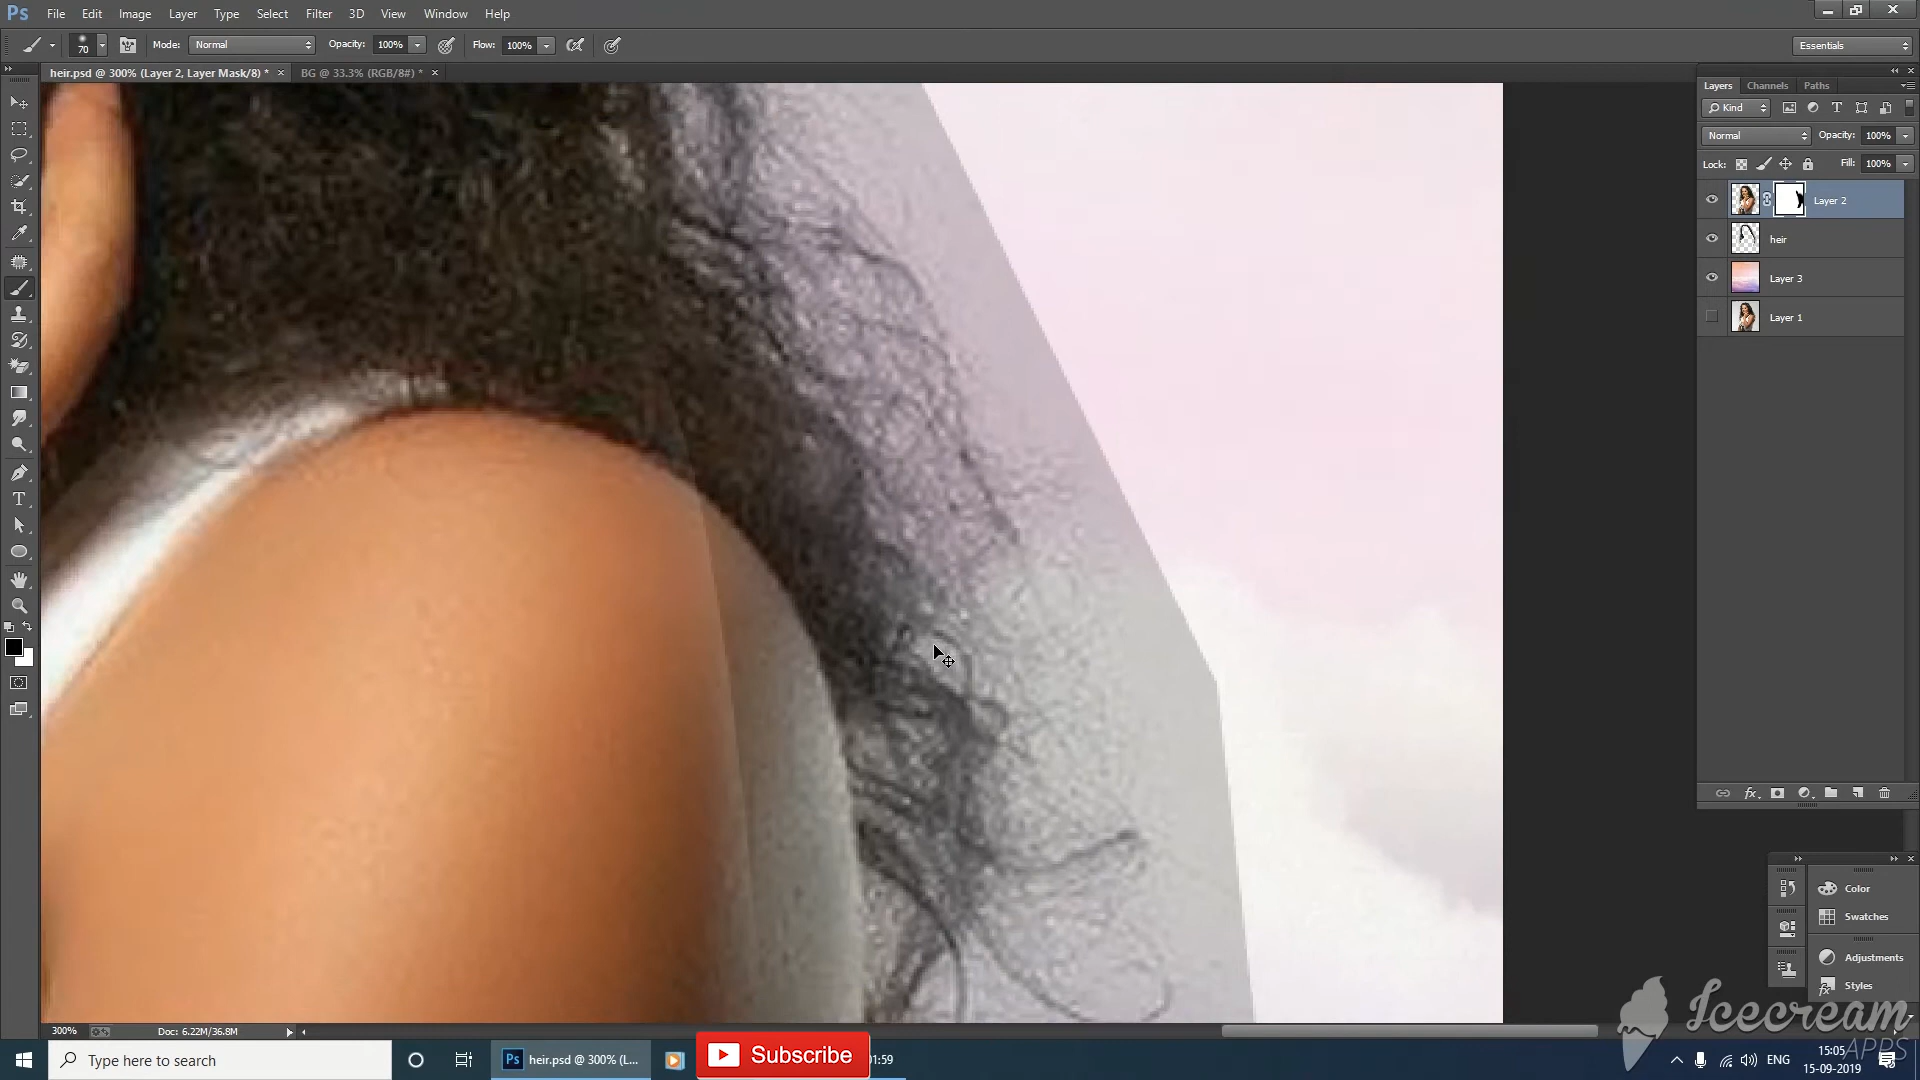 Ps File Edit Image Layer Type Select Filter 3D View Window Help
70 Mode: Normal Opacity: 100% Flow: 100% Essentials
heir.psd @ 300% (Layer 2, Layer Mask/8) * × BG @ 33.3% (RGB/8#) * ×
Layers Channels Paths
Kind
Normal Opacity: 100%
Lock: Fill: 100%
Layer 2
heir
Layer 3
Layer 1
fx
Color
Swatches
Adjustments
Styles
300% Doc: 6.22M/36.8M
Icecream
APPS
Type here to search
Ps heir.psd @ 300% (L...
Subscribe
01:59
ENG
15:05
15-09-2019